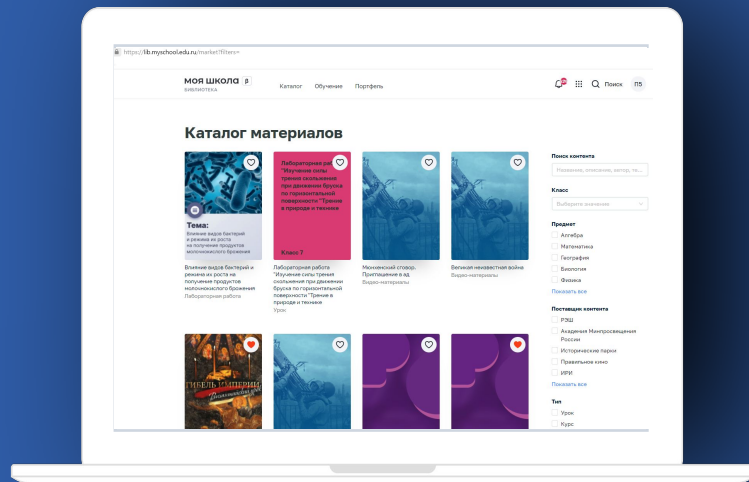 https://lib.myschool.edu.ru/market?filters=
МОЯ ШКОЛА β
БИБЛИОТЕКА
Каталог Обучение Портфель
Поиск П5
Каталог материалов
Тема:
Влияние видов бактерий
и режима их роста
на получение продуктов
молочнокислого брожения
Лабораторная
"Изучение силы
трения скольжения
при движении бруска
по горизонтальной
поверхности "Трение
в природе и технике
Класс 7
Влияние видов бактерий и
режима их роста на
получение продуктов
молочнокислого брожения
Лабораторная работа
Лабораторная работа
"Изучение силы трения
скольжения при движении
бруска по горизонтальной
поверхности "Трение в
природе и технике
Урок
Мюнхенский сговор.
Приглашение в ад
Видео-материалы
Великая неизвестная война
Видео-материалы
ГИБЕЛЬ ИМПЕРИИ
Поиск контента
Название, описание, автор, те...
Класс
Выберите значение
Предмет
Алгебра
Математика
География
Биология
Физика
Показать все
Поставщик контента
РЭШ
Академия Минпросвещения
России
Исторические парки
Правильное кино
ИРИ
Показать все
Тип
Урок
Курс